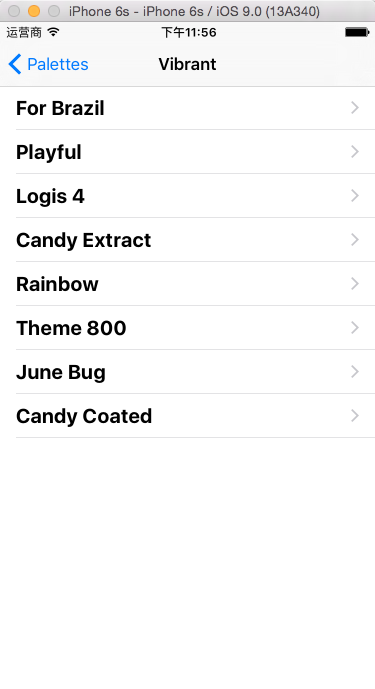 iPhone 6s - iPhone 6s / iOS 9.0 (13A340)
运营商 下午11:56
Palettes Vibrant
For Brazil
Playful
Logis 4
Candy Extract
Rainbow
Theme 800
June Bug
Candy Coated